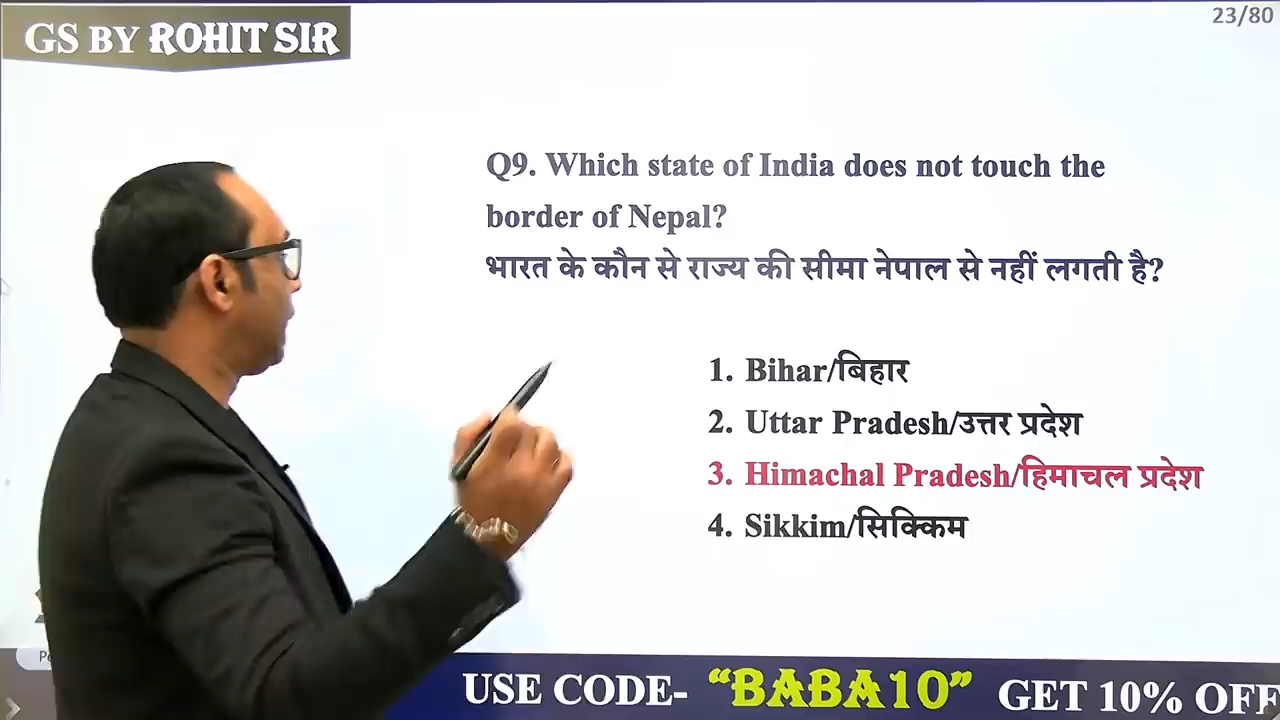 GS BY ROHIT SIR
23/80
Q9. Which state of India does not touch the
border of Nepal?
भारत के कौन से राज्य की सीमा नेपाल से नहीं लगती है?
1. Bihar/बिहार
2. Uttar Pradesh/उत्तर प्रदेश
3. Himachal Pradesh/हिमाचल प्रदेश
4. Sikkim/सिक्किम
USE CODE- “BABA10” GET 10% OFF